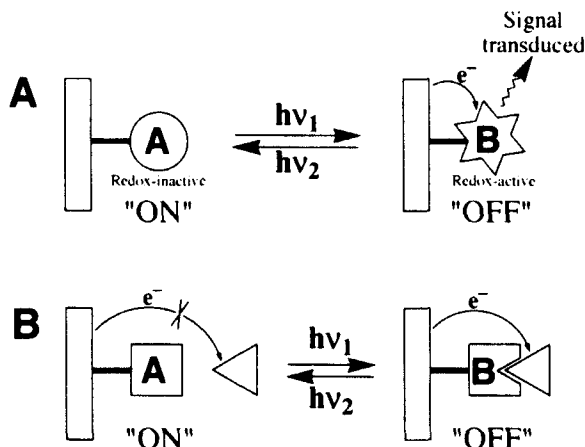 Signal
transduced
A
e⁻
A
hν₁
hν₂
B
Redox-inactive
Redox-active
"ON"
"OFF"
B
e⁻
e⁻
A
hν₁
hν₂
B
"ON"
"OFF"